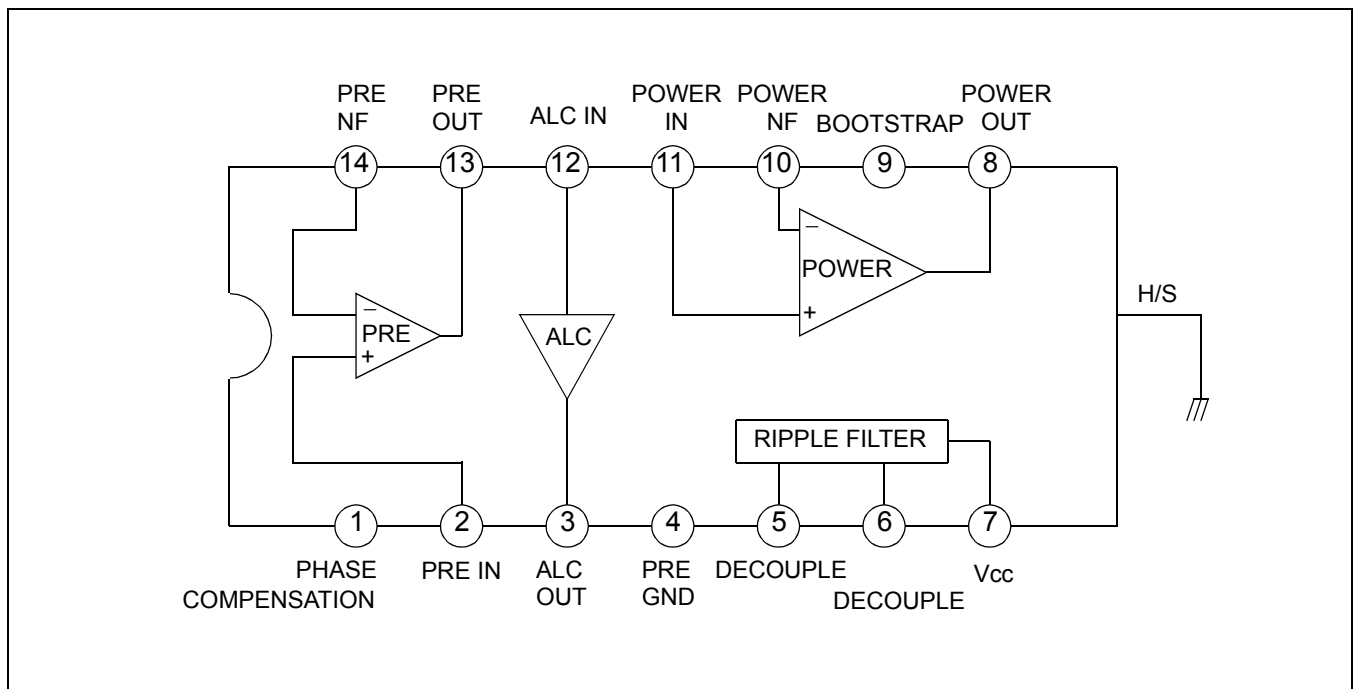 PRE
NF
PRE
OUT
ALC IN
POWER
IN
POWER
NF
BOOTSTRAP
POWER
OUT
14
13
12
11
10
9
8
−
POWER
+
H/S
−
PRE
+
ALC
RIPPLE FILTER
1
2
3
4
5
6
7
PHASE
COMPENSATION
PRE IN
ALC
OUT
PRE
GND
DECOUPLE
DECOUPLE
Vcc